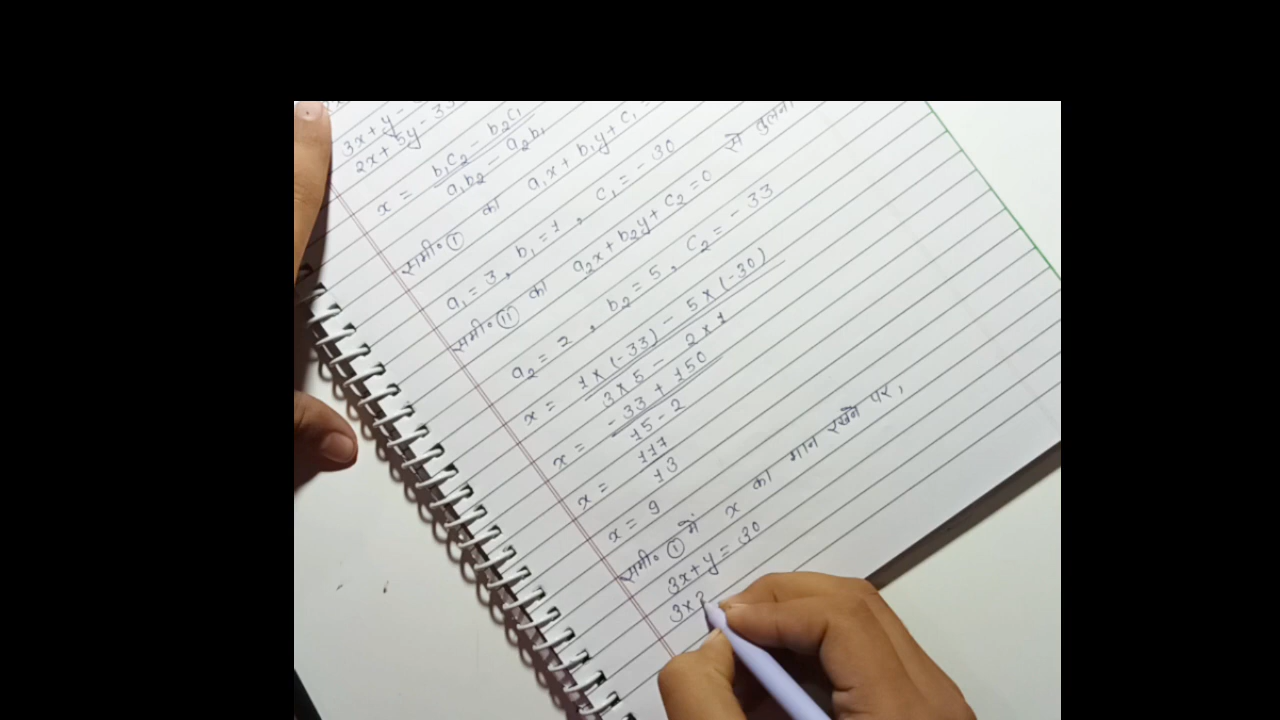 3x + y -
2x + 5y - 33
x = b₁c₂ - b₂c₁ / a₁b₂ - a₂b₁
समी॰ (I) का a₁x + b₁y + c₁ =
a₁ = 3, b₁ = 1, c₁ = - 30
समी॰ (II) का a₂x + b₂y + c₂ = 0 से तुलना
a₂ = 2, b₂ = 5, c₂ = - 33
x = 1 × (-33) - 5 × (-30) / 3 × 5 - 2 × 1
x = - 33 + 150 / 15 - 2
x = 117 / 13
x = 9
समी॰ (I) में x का मान रखने पर,
3x + y = 30
3×